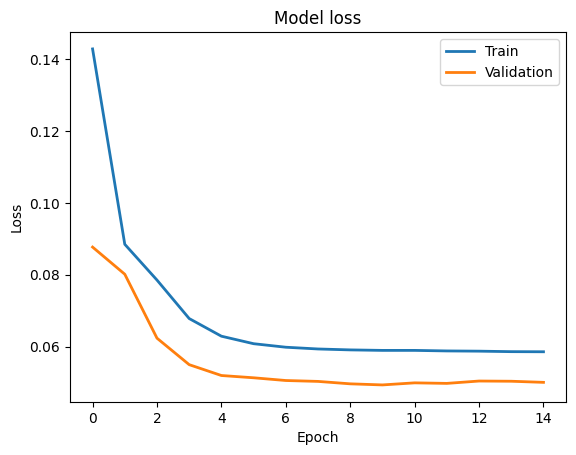 Model loss
Train
Validation
0.14
0.12
0.10
0.08
0.06
Loss
0 2 4 6 8 10 12 14
Epoch